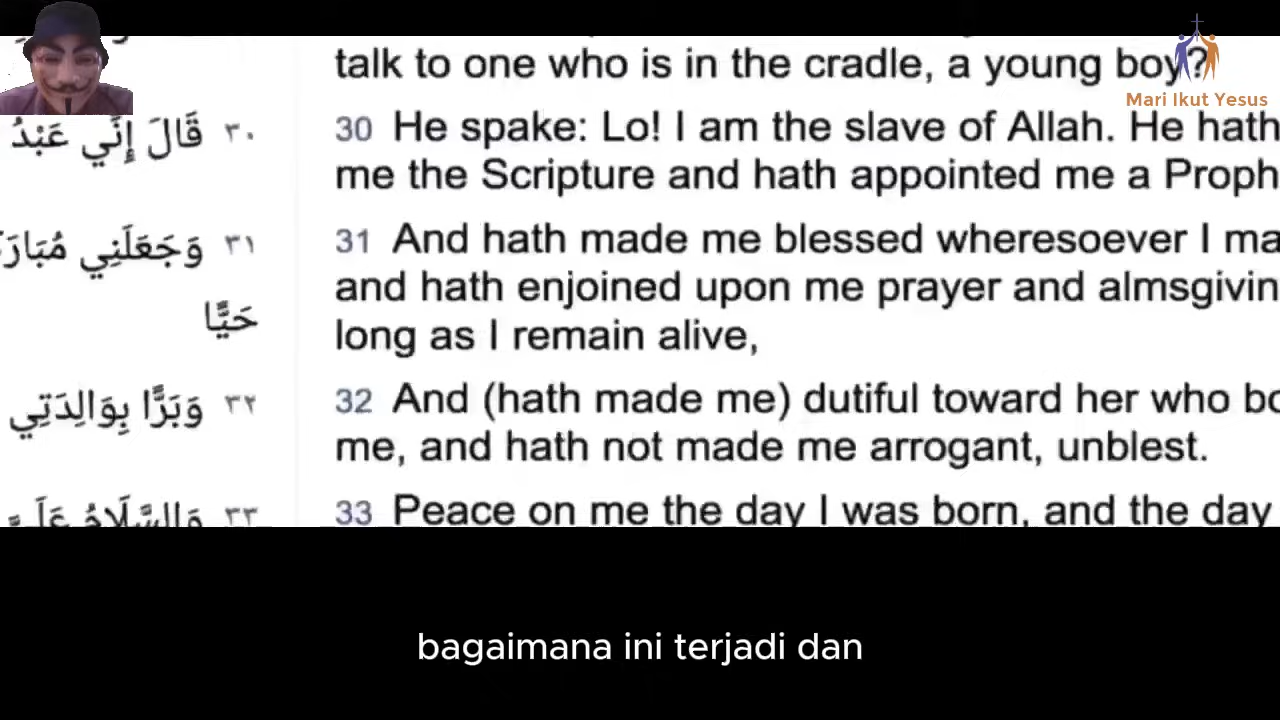 talk to one who is in the cradle, a young boy?
Mari Ikut Yesus
٣٠ قَالَ إِنِّي عَبْدُ
30 He spake: Lo! I am the slave of Allah. He hath
me the Scripture and hath appointed me a Proph
٣١ وَجَعَلَنِي مُبَارَ
31 And hath made me blessed wheresoever I ma
and hath enjoined upon me prayer and almsgivin
حَيًّا
long as I remain alive,
٣٢ وَبَرًّا بِوَالِدَتِي
32 And (hath made me) dutiful toward her who bo
me, and hath not made me arrogant, unblest.
٣٣ وَالسَّلَامُ
33 Peace on me the day I was born, and the day
bagaimana ini terjadi dan